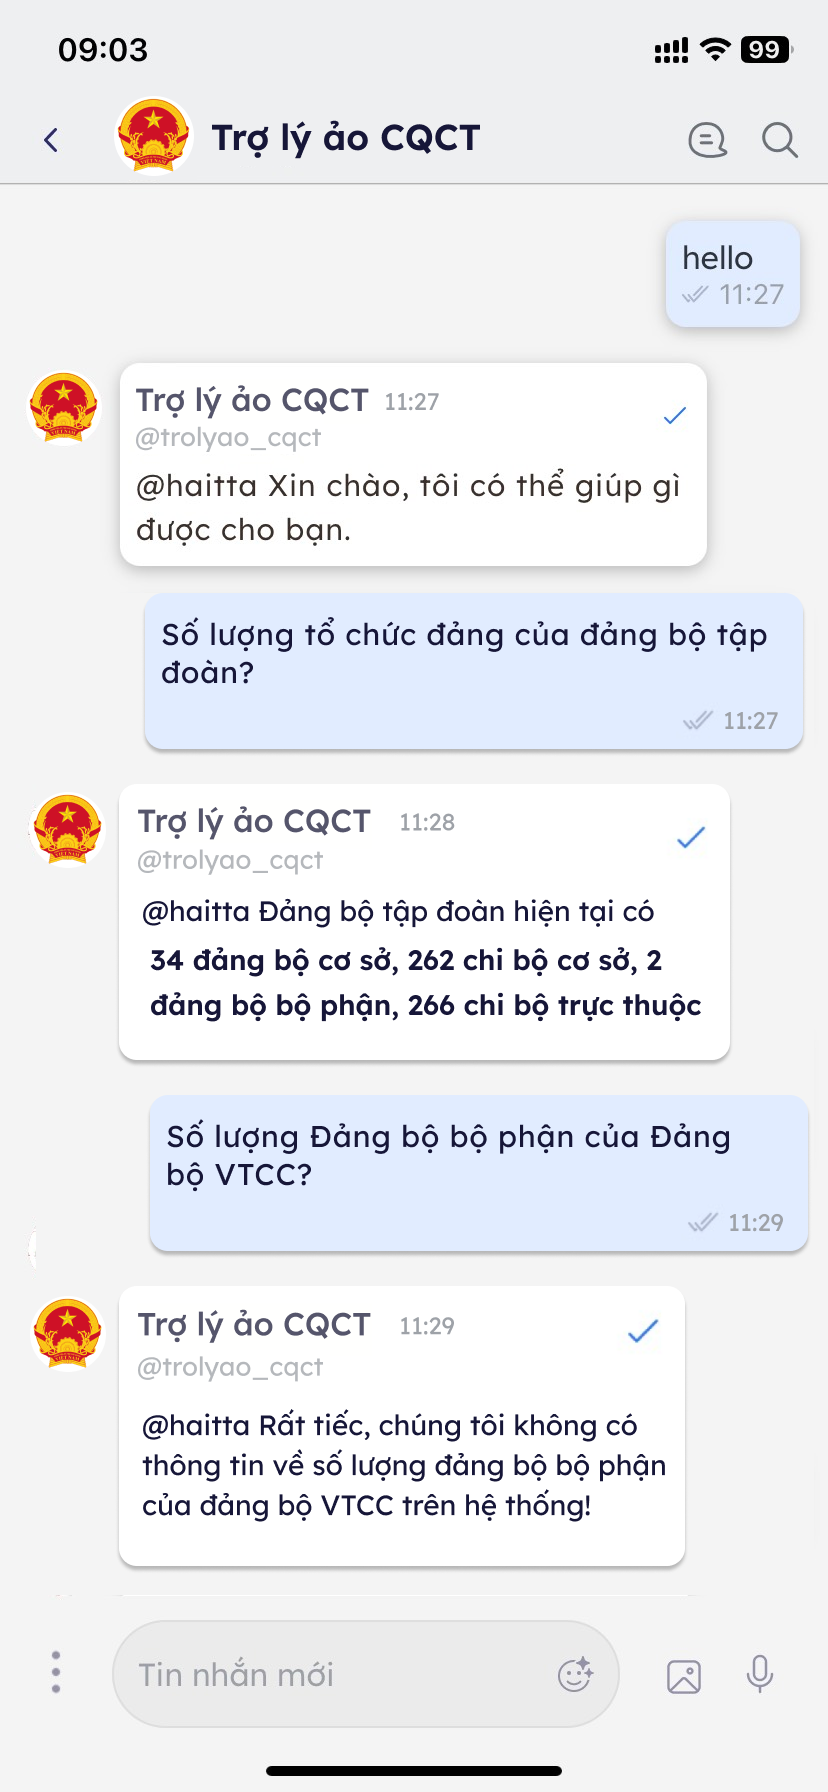 09:03
99
Trợ lý ảo CQCT
hello
11:27
Trợ lý ảo CQCT 11:27
@trolyao_cqct
@haitta Xin chào, tôi có thể giúp gì
được cho bạn.
Số lượng tổ chức đảng của đảng bộ tập
đoàn?
11:27
Trợ lý ảo CQCT 11:28
@trolyao_cqct
@haitta Đảng bộ tập đoàn hiện tại có
34 đảng bộ cơ sở, 262 chi bộ cơ sở, 2
đảng bộ bộ phận, 266 chi bộ trực thuộc
Số lượng Đảng bộ bộ phận của Đảng
bộ VTCC?
11:29
Trợ lý ảo CQCT 11:29
@trolyao_cqct
@haitta Rất tiếc, chúng tôi không có
thông tin về số lượng đảng bộ bộ phận
của đảng bộ VTCC trên hệ thống!
Tin nhắn mới